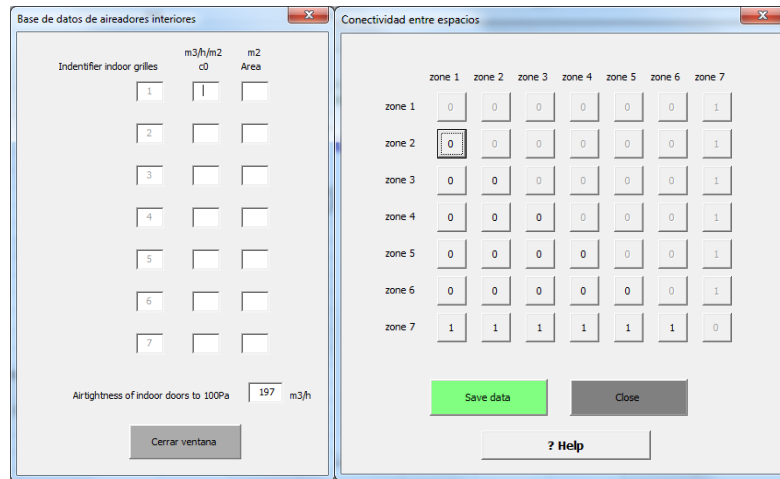 Base de datos de aireadores interiores
x
m3/h/m2 m2
Indentifier indoor grilles c0 Area
1
2
3
4
5
6
7
Airtightness of indoor doors to 100Pa 197 m3/h
Cerrar ventana
Conectividad entre espacios
x
zone 1 zone 2 zone 3 zone 4 zone 5 zone 6 zone 7
zone 1 0 0 0 0 0 0 1
zone 2 0 0 0 0 0 0 1
zone 3 0 0 0 0 0 0 1
zone 4 0 0 0 0 0 0 1
zone 5 0 0 0 0 0 0 1
zone 6 0 0 0 0 0 0 1
zone 7 1 1 1 1 1 1 0
Save data Close
? Help